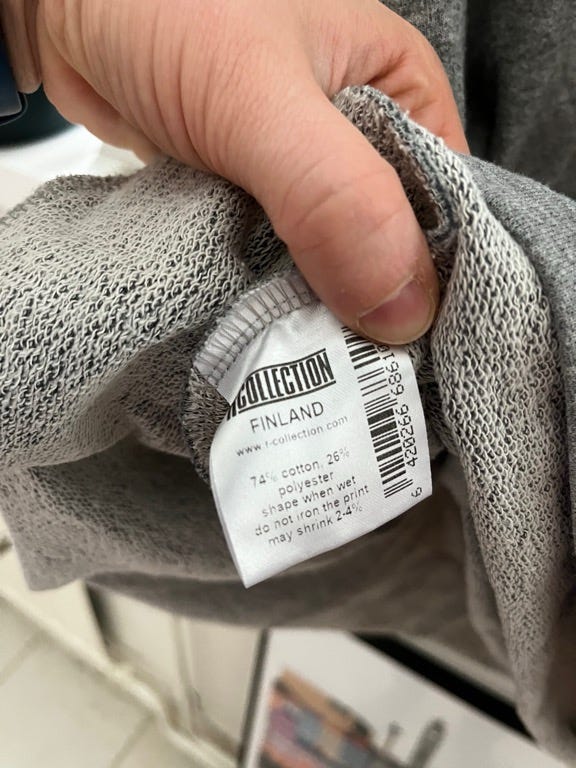 COLLECTION
FINLAND
www.r-collection.com
74% cotton, 26%
polyester
shape when wet
do not iron the print
may shrink 2-4%
6 420266 6861